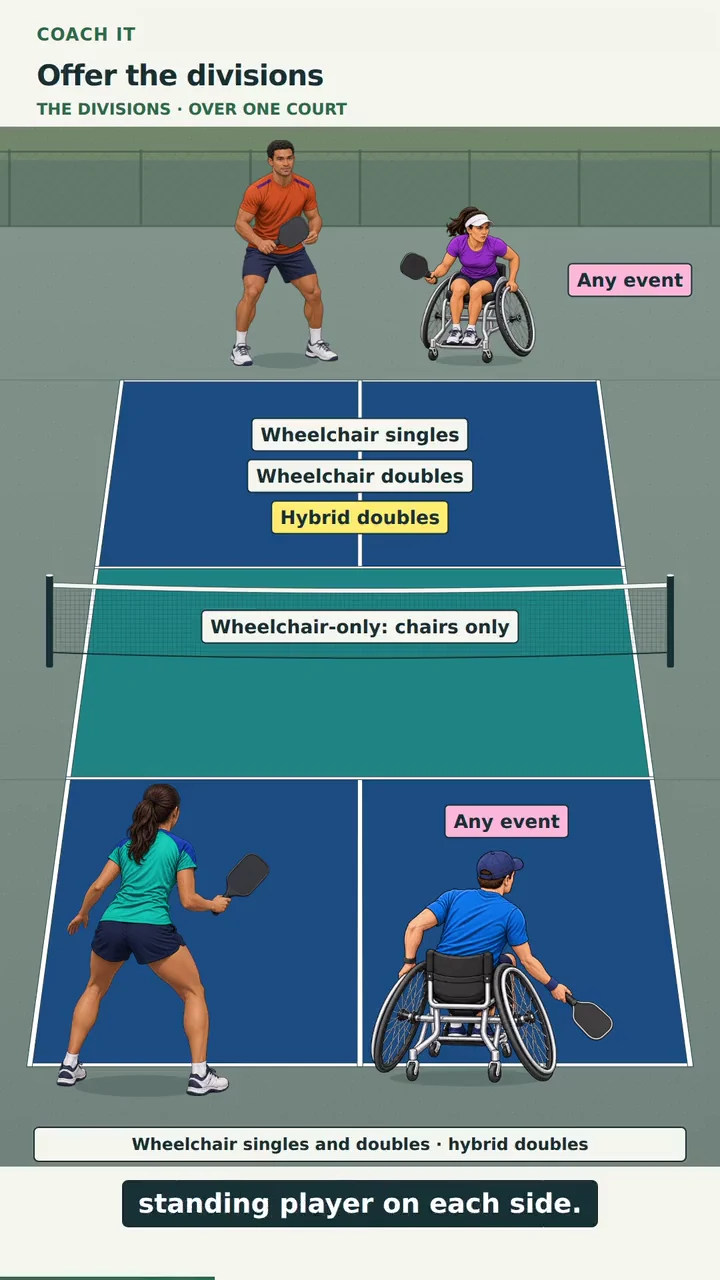 COACH IT
Offer the divisions
THE DIVISIONS · OVER ONE COURT
Any event
Wheelchair singles
Wheelchair doubles
Hybrid doubles
Wheelchair-only: chairs only
Any event
Wheelchair singles and doubles · hybrid doubles
standing player on each side.